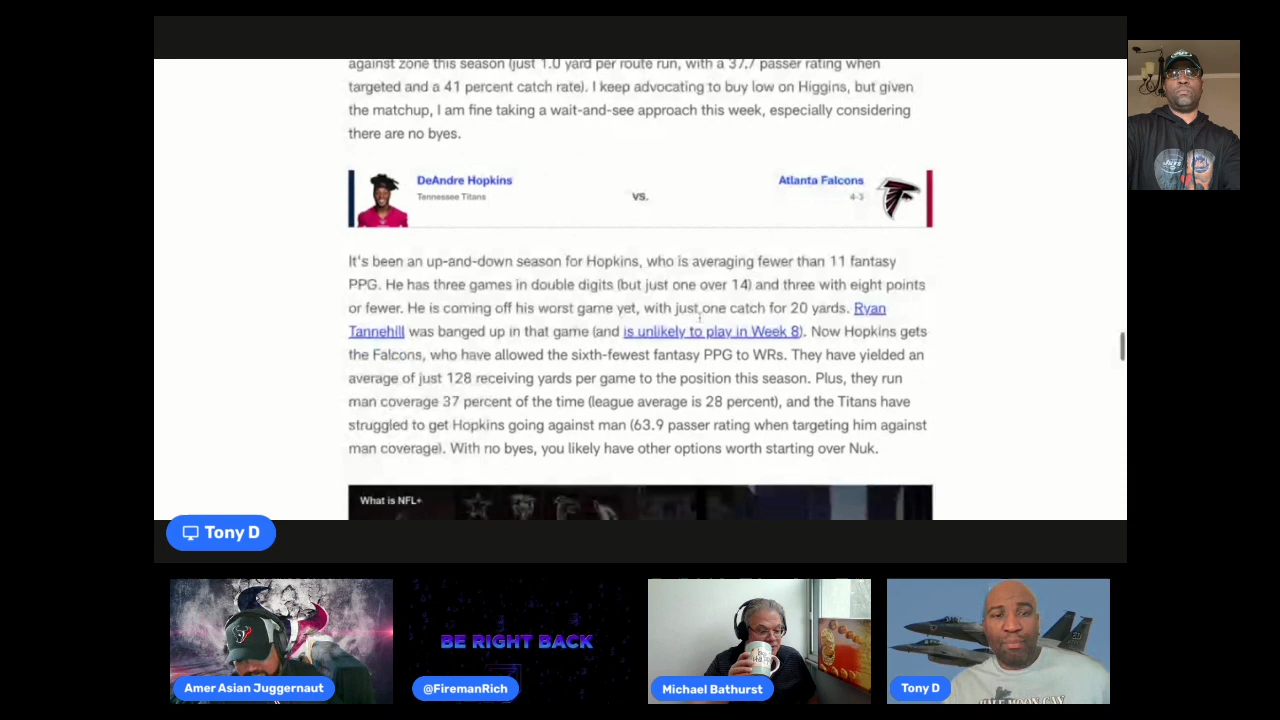 against zone this season (just 1.0 yard per route run, with a 37.7 passer rating when
targeted and a 41 percent catch rate). I keep advocating to buy low on Higgins, but given
the matchup, I am fine taking a wait-and-see approach this week, especially considering
there are no byes.
DeAndre Hopkins
Tennessee Titans
VS.
Atlanta Falcons
4-3
It's been an up-and-down season for Hopkins, who is averaging fewer than 11 fantasy
PPG. He has three games in double digits (but just one over 14) and three with eight points
or fewer. He is coming off his worst game yet, with just one catch for 20 yards. Ryan
Tannehill was banged up in that game (and is unlikely to play in Week 8). Now Hopkins gets
the Falcons, who have allowed the sixth-fewest fantasy PPG to WRs. They have yielded an
average of just 128 receiving yards per game to the position this season. Plus, they run
man coverage 37 percent of the time (league average is 28 percent), and the Titans have
struggled to get Hopkins going against man (63.9 passer rating when targeting him against
man coverage). With no byes, you likely have other options worth starting over Nuk.
What is NFL+
Tony D
BE RIGHT BACK
Amer Asian Juggernaut
@FiremanRich
Michael Bathurst
Tony D